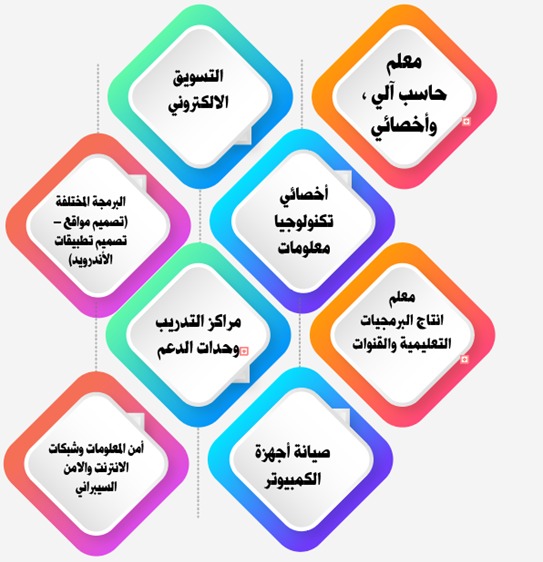 معلم
حاسب آلي ،
وأخصائي
التسويق
الالكتروني
أخصائي
تكنولوجيا
معلومات
البرمجة المختلفة
(تصميم مواقع –
تصميم تطبيقات
الأندرويد)
معلم
انتاج البرمجيات
التعليمية والقنوات
مراكز التدريب
وحدات الدعم
صيانة أجهزة
الكمبيوتر
أمن المعلومات وشبكات
الانترنت والامن
السيبراني